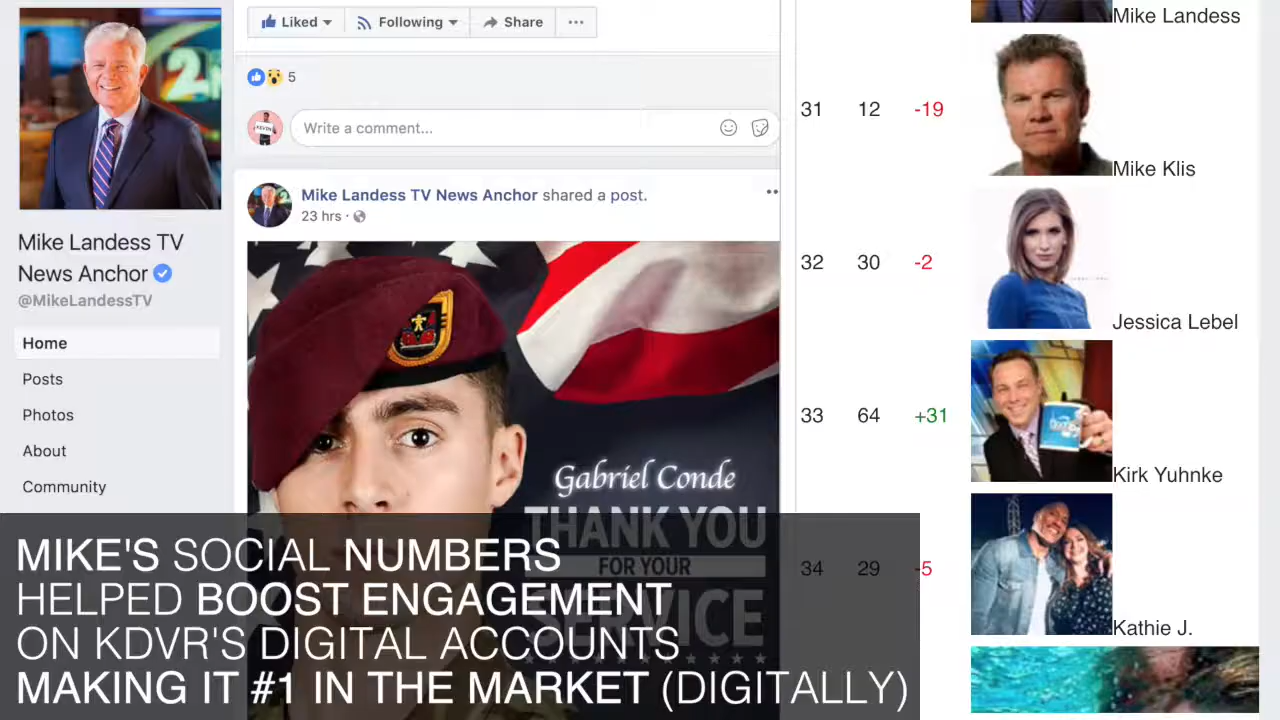 Liked
Following
Share
5
Write a comment...
Mike Landess TV News Anchor shared a post.
23 hrs
Mike Landess TV
News Anchor
@MikeLandessTV
Home
Posts
Photos
About
Community
Gabriel Conde
THANK YOU
FOR YOUR
SERVICE
MIKE'S SOCIAL NUMBERS
HELPED BOOST ENGAGEMENT
ON KDVR'S DIGITAL ACCOUNTS
MAKING IT #1 IN THE MARKET (DIGITALLY)
Mike Landess
31 12 -19
Mike Klis
32 30 -2
Jessica Lebel
33 64 +31
Kirk Yuhnke
34 29 -5
Kathie J.